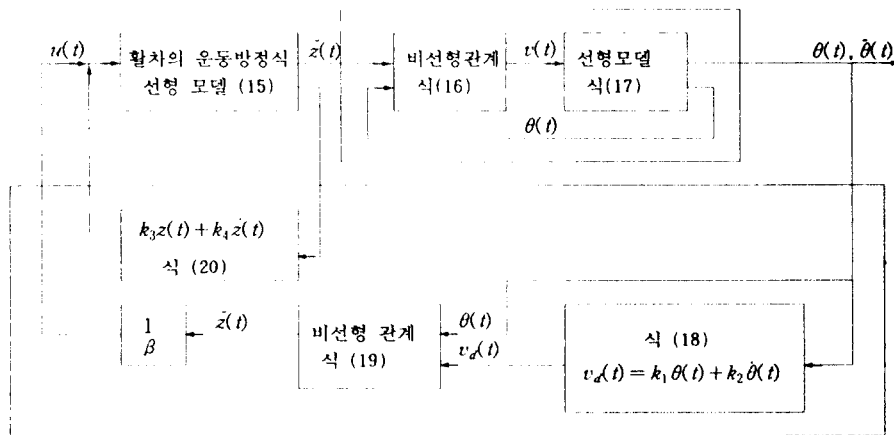 u(t)
활차의 운동방정식
선형 모델 (15)
z̈(t)
비선형관계
식(16)
v(t)
선형모델
식(17)
θ(t), θ̇(t)
θ(t)
k₃z(t) + k₄ż(t)
식 (20)
1
β
z̈(t)
비선형 관계
식 (19)
θ(t)
v_d(t)
식 (18)
v_d(t) = k₁θ(t) + k₂θ̇(t)